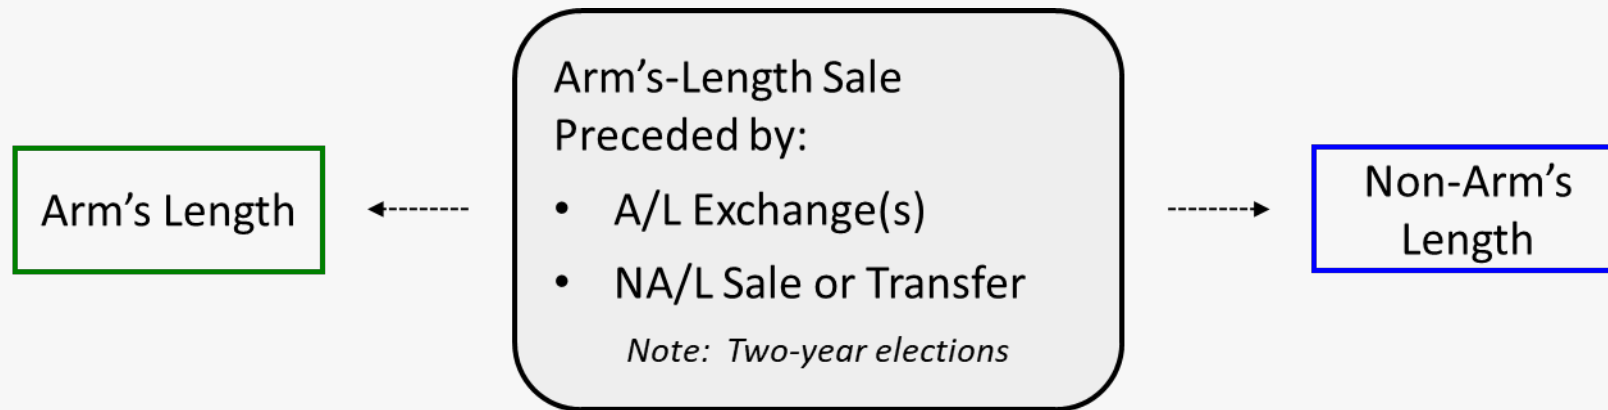 Arm's Length
Arm's-Length Sale
Preceded by:
• A/L Exchange(s)
• NA/L Sale or Transfer
Note:  Two-year elections
Non-Arm's
Length